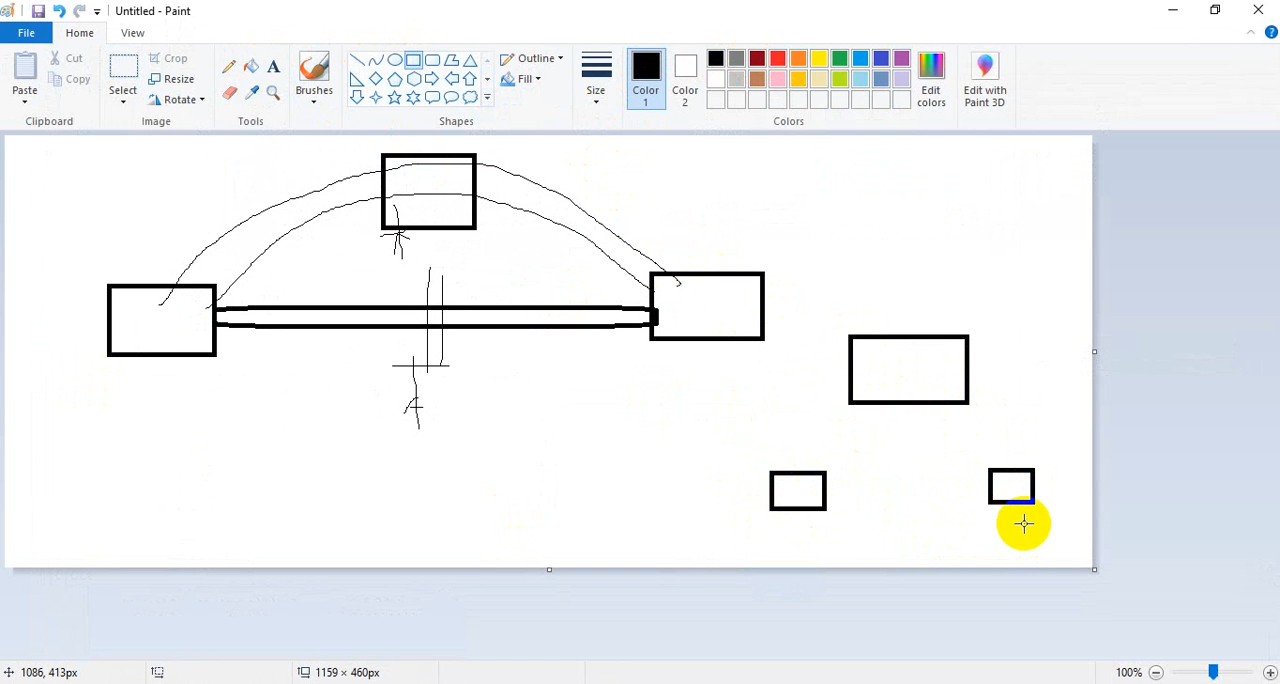 Untitled - Paint
File
Home
View
Paste
Cut
Copy
Clipboard
Select
Crop
Resize
Rotate
Image
A
Tools
Brushes
Shapes
Outline
Fill
Size
Color 1
Color 2
Edit colors
Colors
Edit with Paint 3D
1086, 413px
1159 × 460px
100%